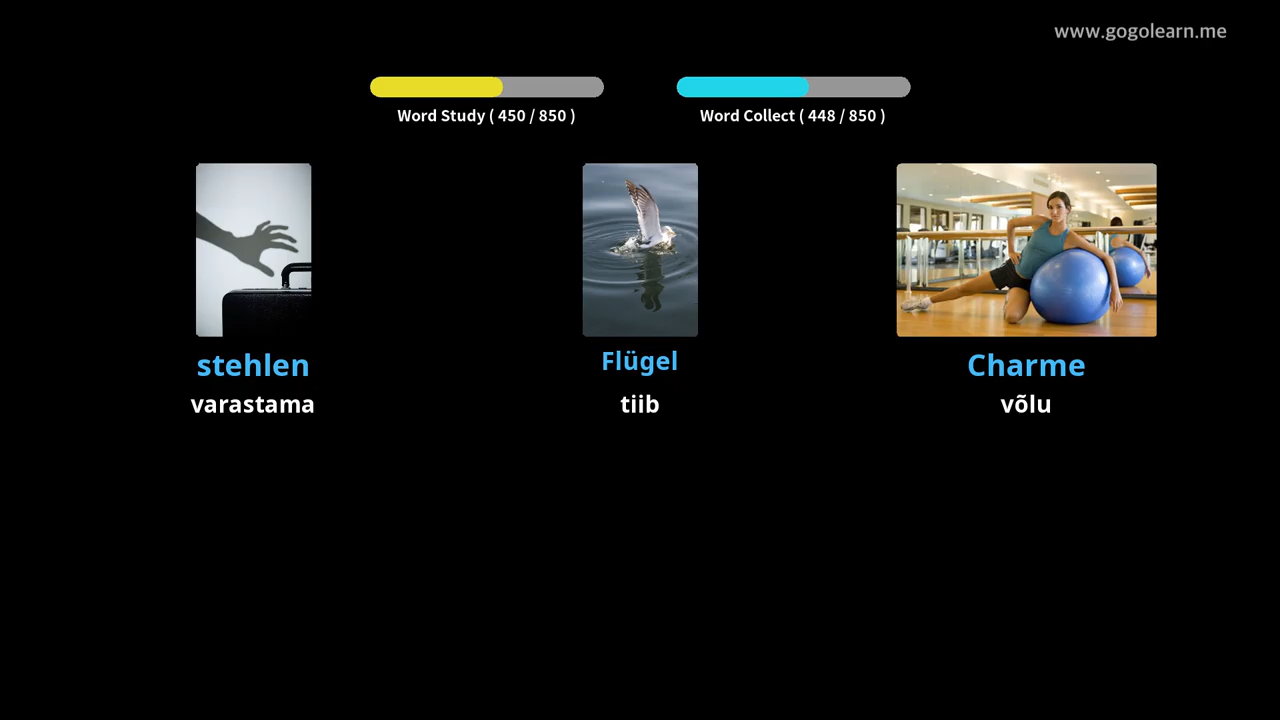 www.gogolearn.me
Word Study ( 450 / 850 )
Word Collect ( 448 / 850 )
stehlen
varastama
Flügel
tiib
Charme
võlu